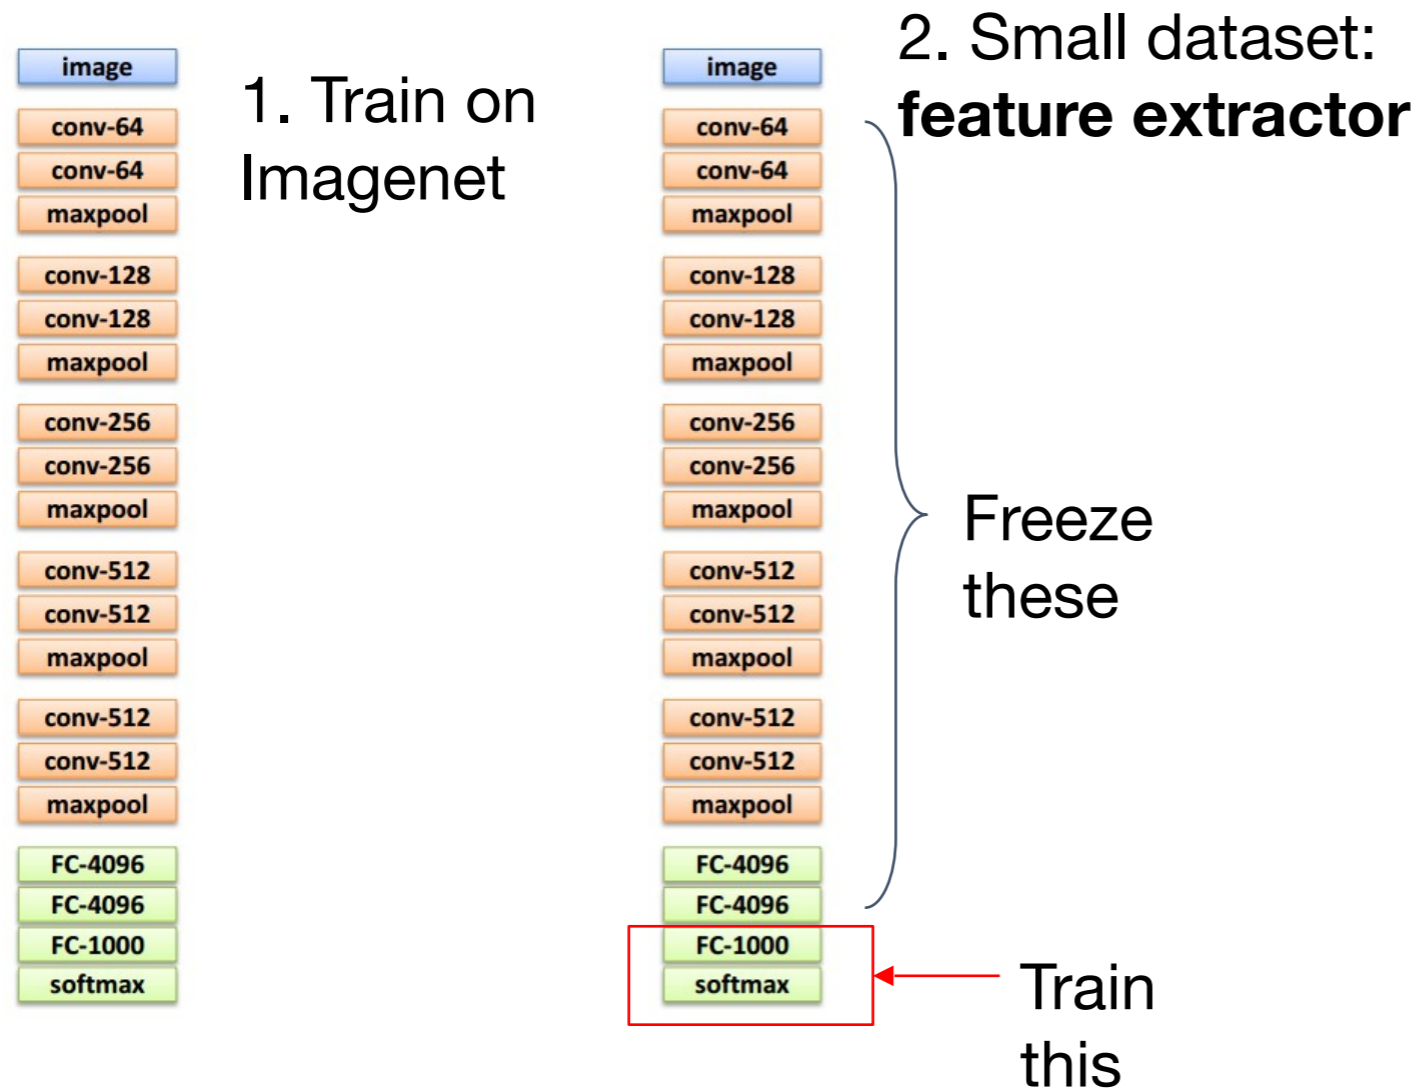 image
conv-64
conv-64
maxpool
conv-128
conv-128
maxpool
conv-256
conv-256
maxpool
conv-512
conv-512
maxpool
conv-512
conv-512
maxpool
FC-4096
FC-4096
FC-1000
softmax
1. Train on
Imagenet
image
conv-64
conv-64
maxpool
conv-128
conv-128
maxpool
conv-256
conv-256
maxpool
conv-512
conv-512
maxpool
conv-512
conv-512
maxpool
FC-4096
FC-4096
FC-1000
softmax
2. Small dataset:
feature extractor
Freeze
these
Train
this